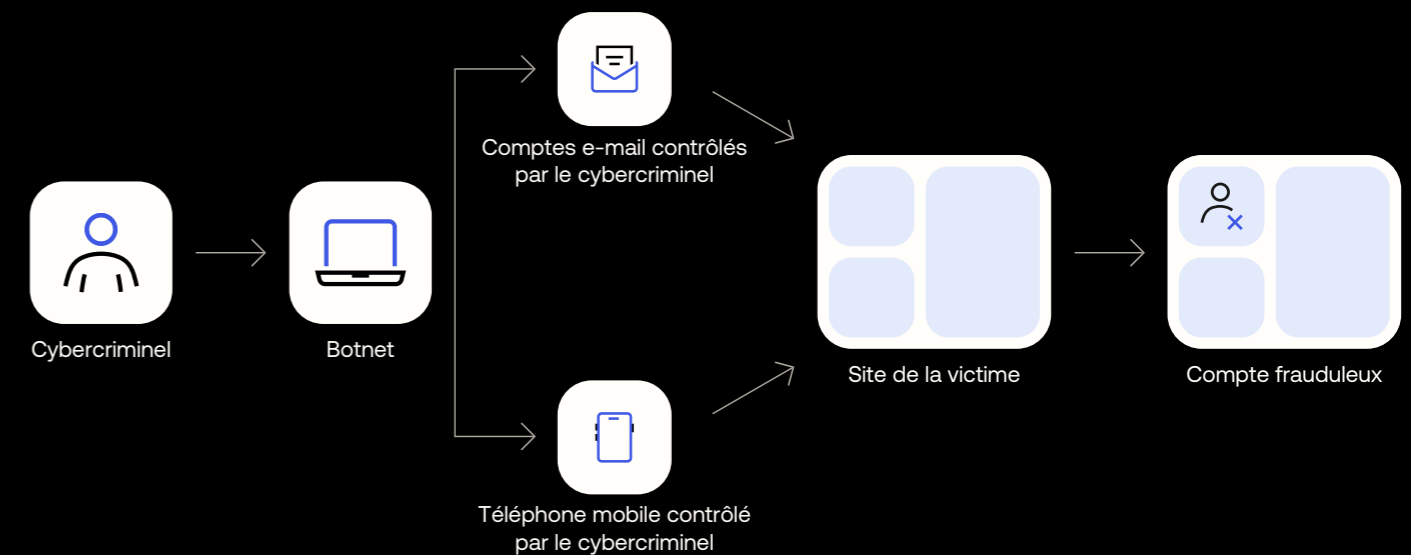 Comptes e-mail contrôlés
par le cybercriminel
Cybercriminel
Botnet
Site de la victime
Compte frauduleux
Téléphone mobile contrôlé
par le cybercriminel